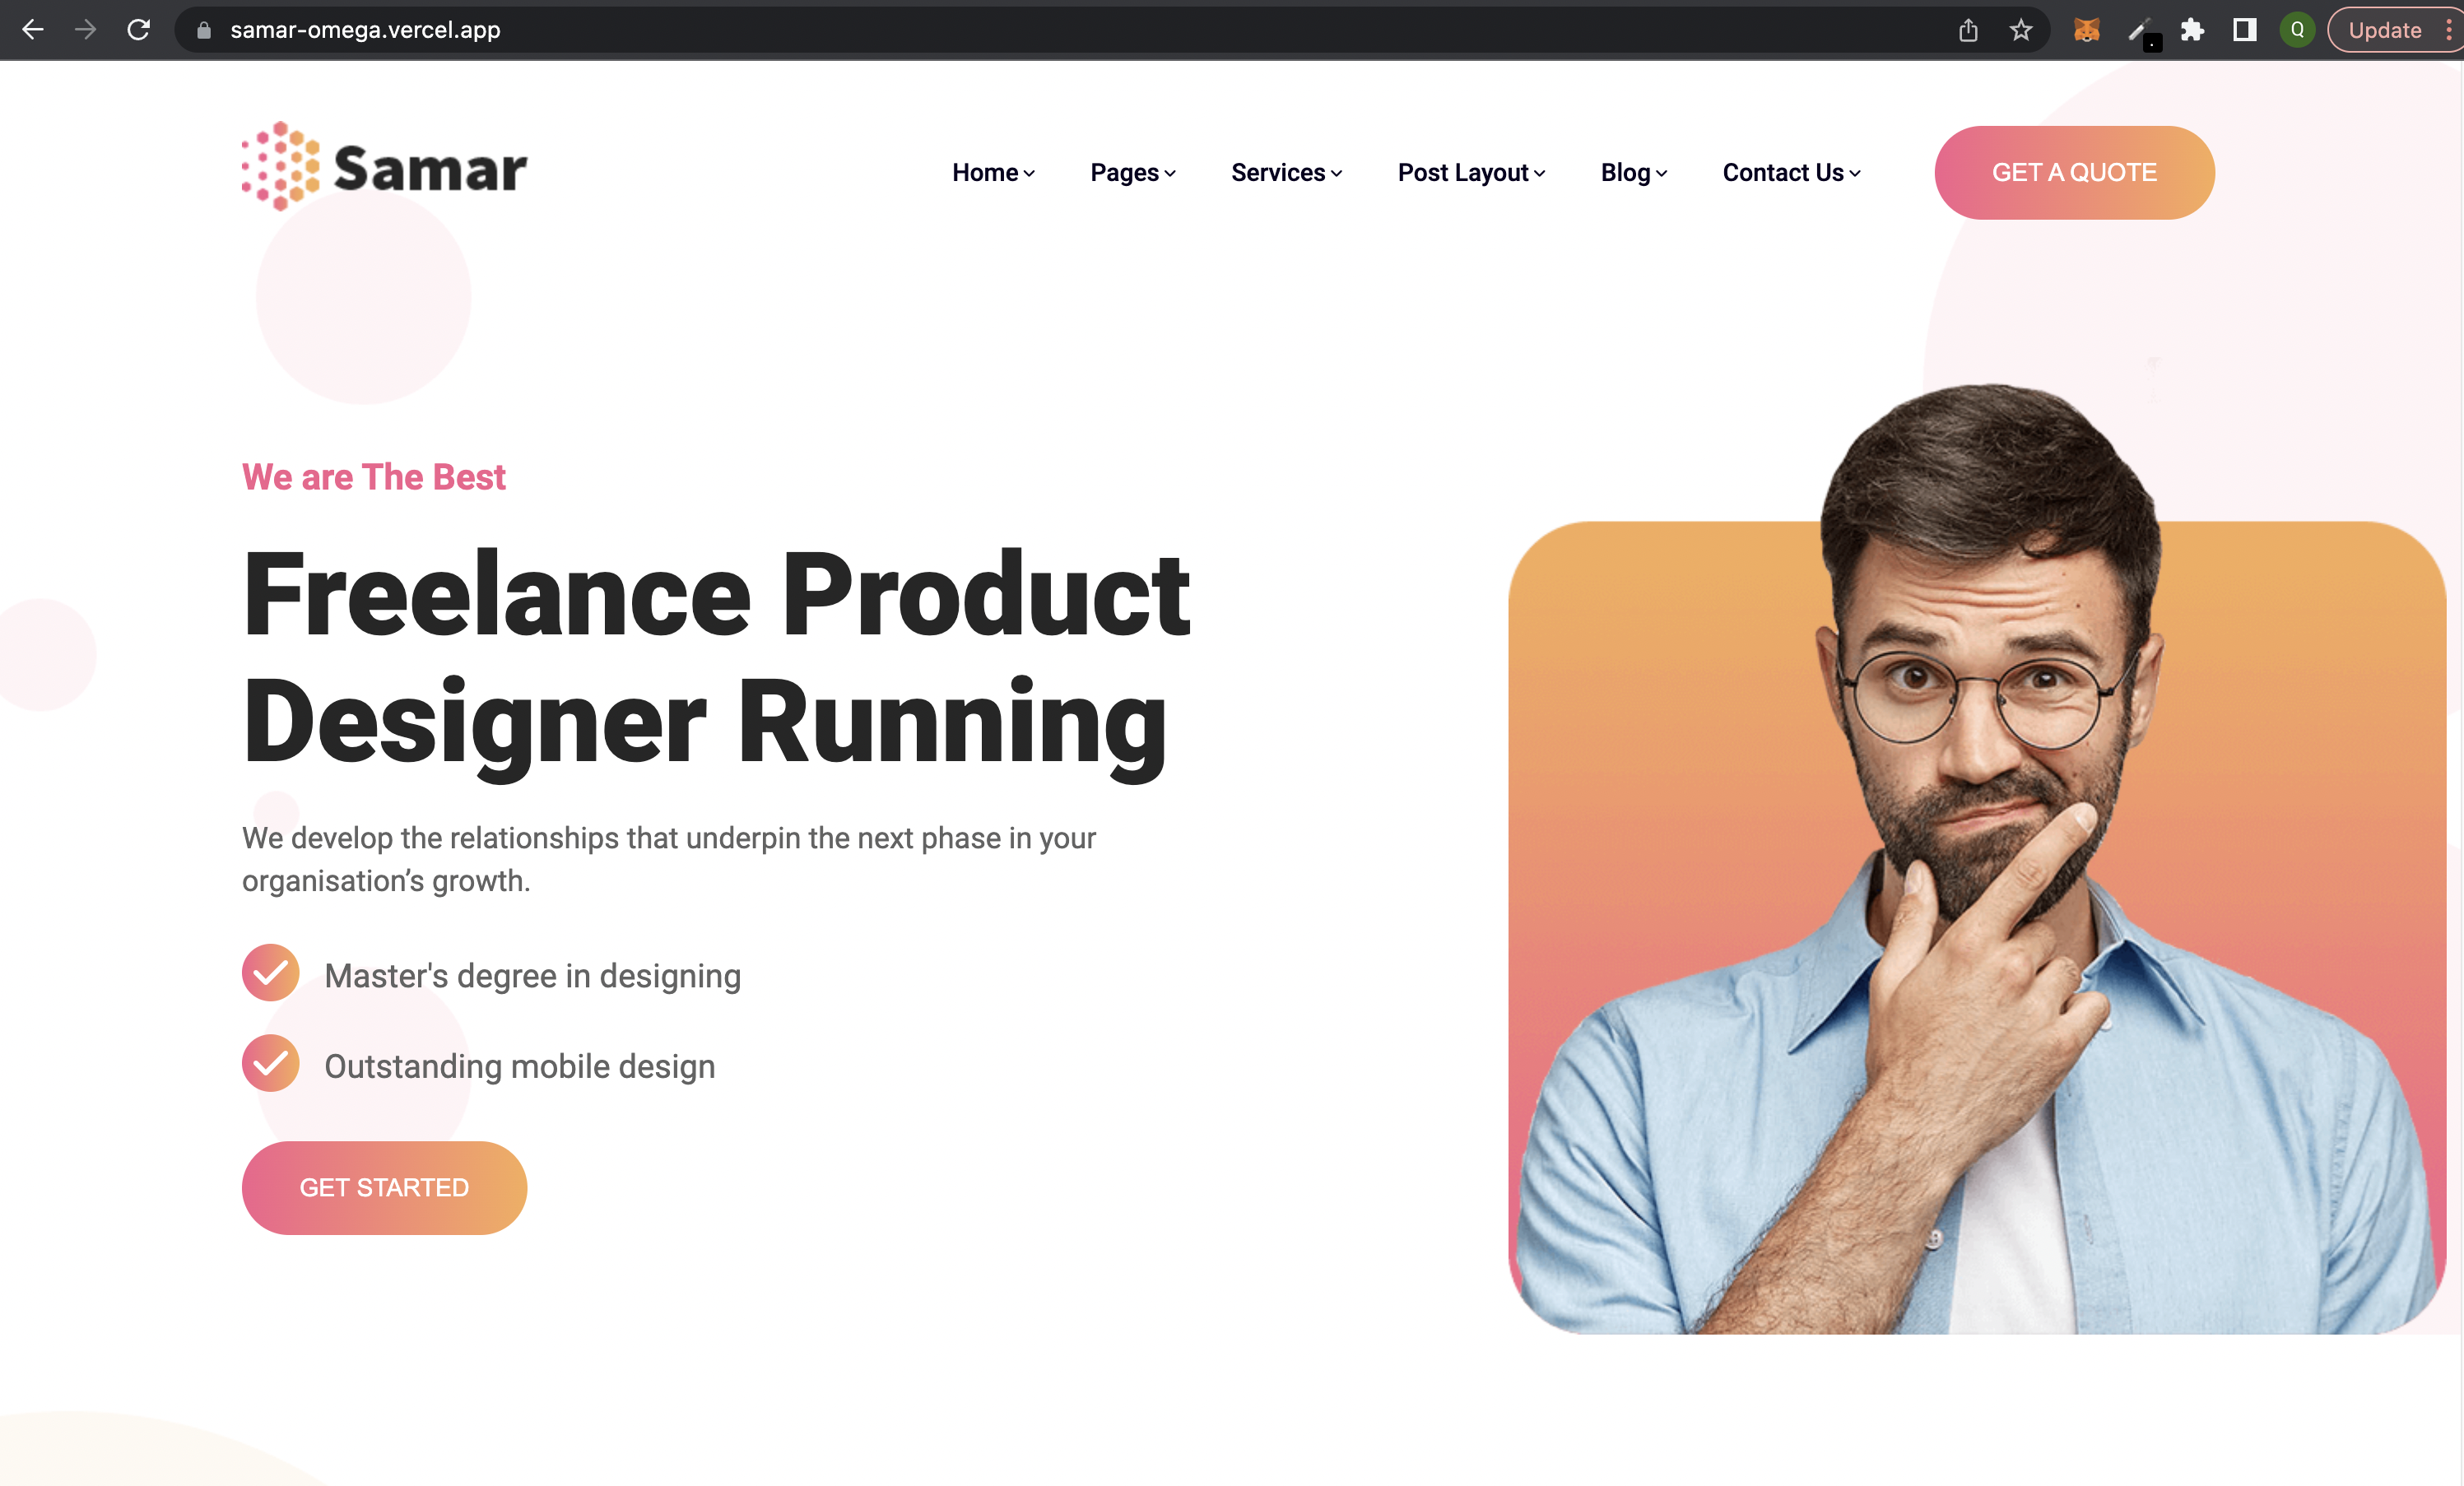 samar-omega.vercel.app
Q
Update
Samar
Home
Pages
Services
Post Layout
Blog
Contact Us
GET A QUOTE
We are The Best
Freelance Product
Designer Running
We develop the relationships that underpin the next phase in your
organisation’s growth.
Master's degree in designing
Outstanding mobile design
GET STARTED